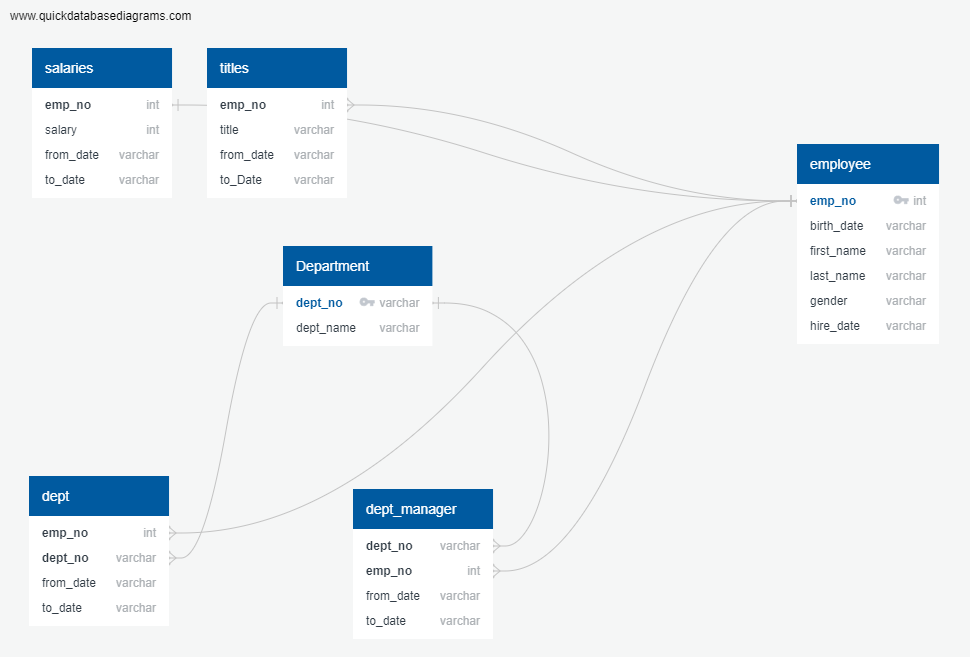 www.quickdatabasediagrams.com
salaries
emp_no int
salary int
from_date varchar
to_date varchar
titles
emp_no int
title varchar
from_date varchar
to_Date varchar
employee
emp_no int
birth_date varchar
first_name varchar
last_name varchar
gender varchar
hire_date varchar
Department
dept_no varchar
dept_name varchar
dept
emp_no int
dept_no varchar
from_date varchar
to_date varchar
dept_manager
dept_no varchar
emp_no int
from_date varchar
to_date varchar